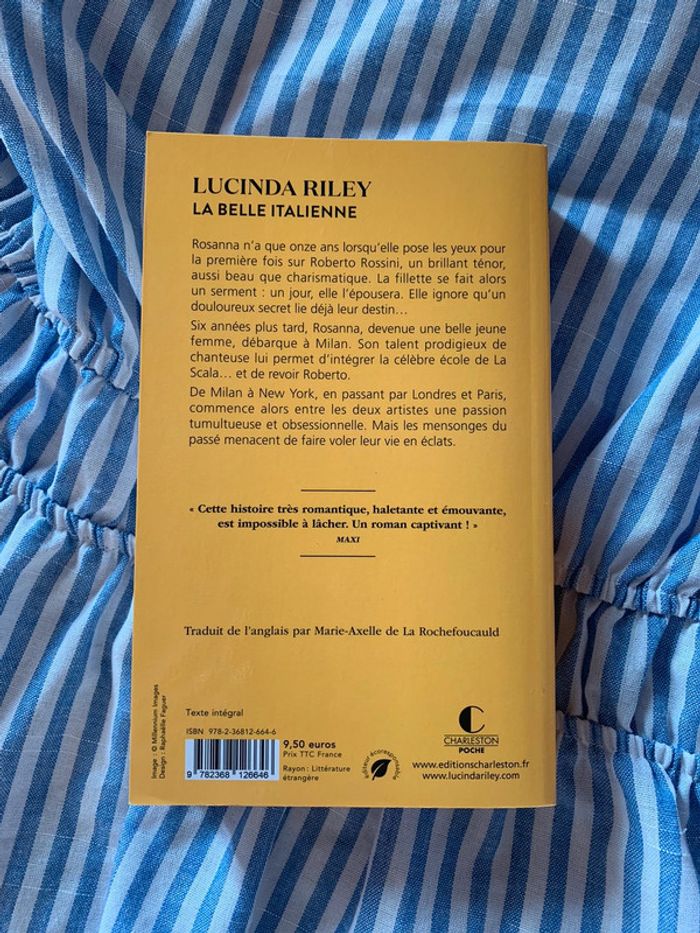 LUCINDA RILEY
LA BELLE ITALIENNE
Rosanna n'a que onze ans lorsqu'elle pose les yeux pour
la première fois sur Roberto Rossini, un brillant ténor,
aussi beau que charismatique. La fillette se fait alors
un serment : un jour, elle l'épousera. Elle ignore qu'un
douloureux secret lie déjà leur destin…
Six années plus tard, Rosanna, devenue une belle jeune
femme, débarque à Milan. Son talent prodigieux de
chanteuse lui permet d'intégrer la célèbre école de La
Scala… et de revoir Roberto.
De Milan à New York, en passant par Londres et Paris,
commence alors entre les deux artistes une passion
tumultueuse et obsessionnelle. Mais les mensonges du
passé menacent de faire voler leur vie en éclats.
« Cette histoire très romantique, haletante et émouvante,
est impossible à lâcher. Un roman captivant ! »
MAXI
Traduit de l'anglais par Marie-Axelle de La Rochefoucauld
Image : © Millennium Images
Design : Raphaëlle Faguer
Texte intégral
ISBN 978-2-36812-664-6
9 782368 126646
9,50 euros
Prix TTC France
Rayon : Littérature
étrangère
Éditeur écoresponsable
C
CHARLESTON
POCHE
www.editionscharleston.fr
www.lucindariley.com